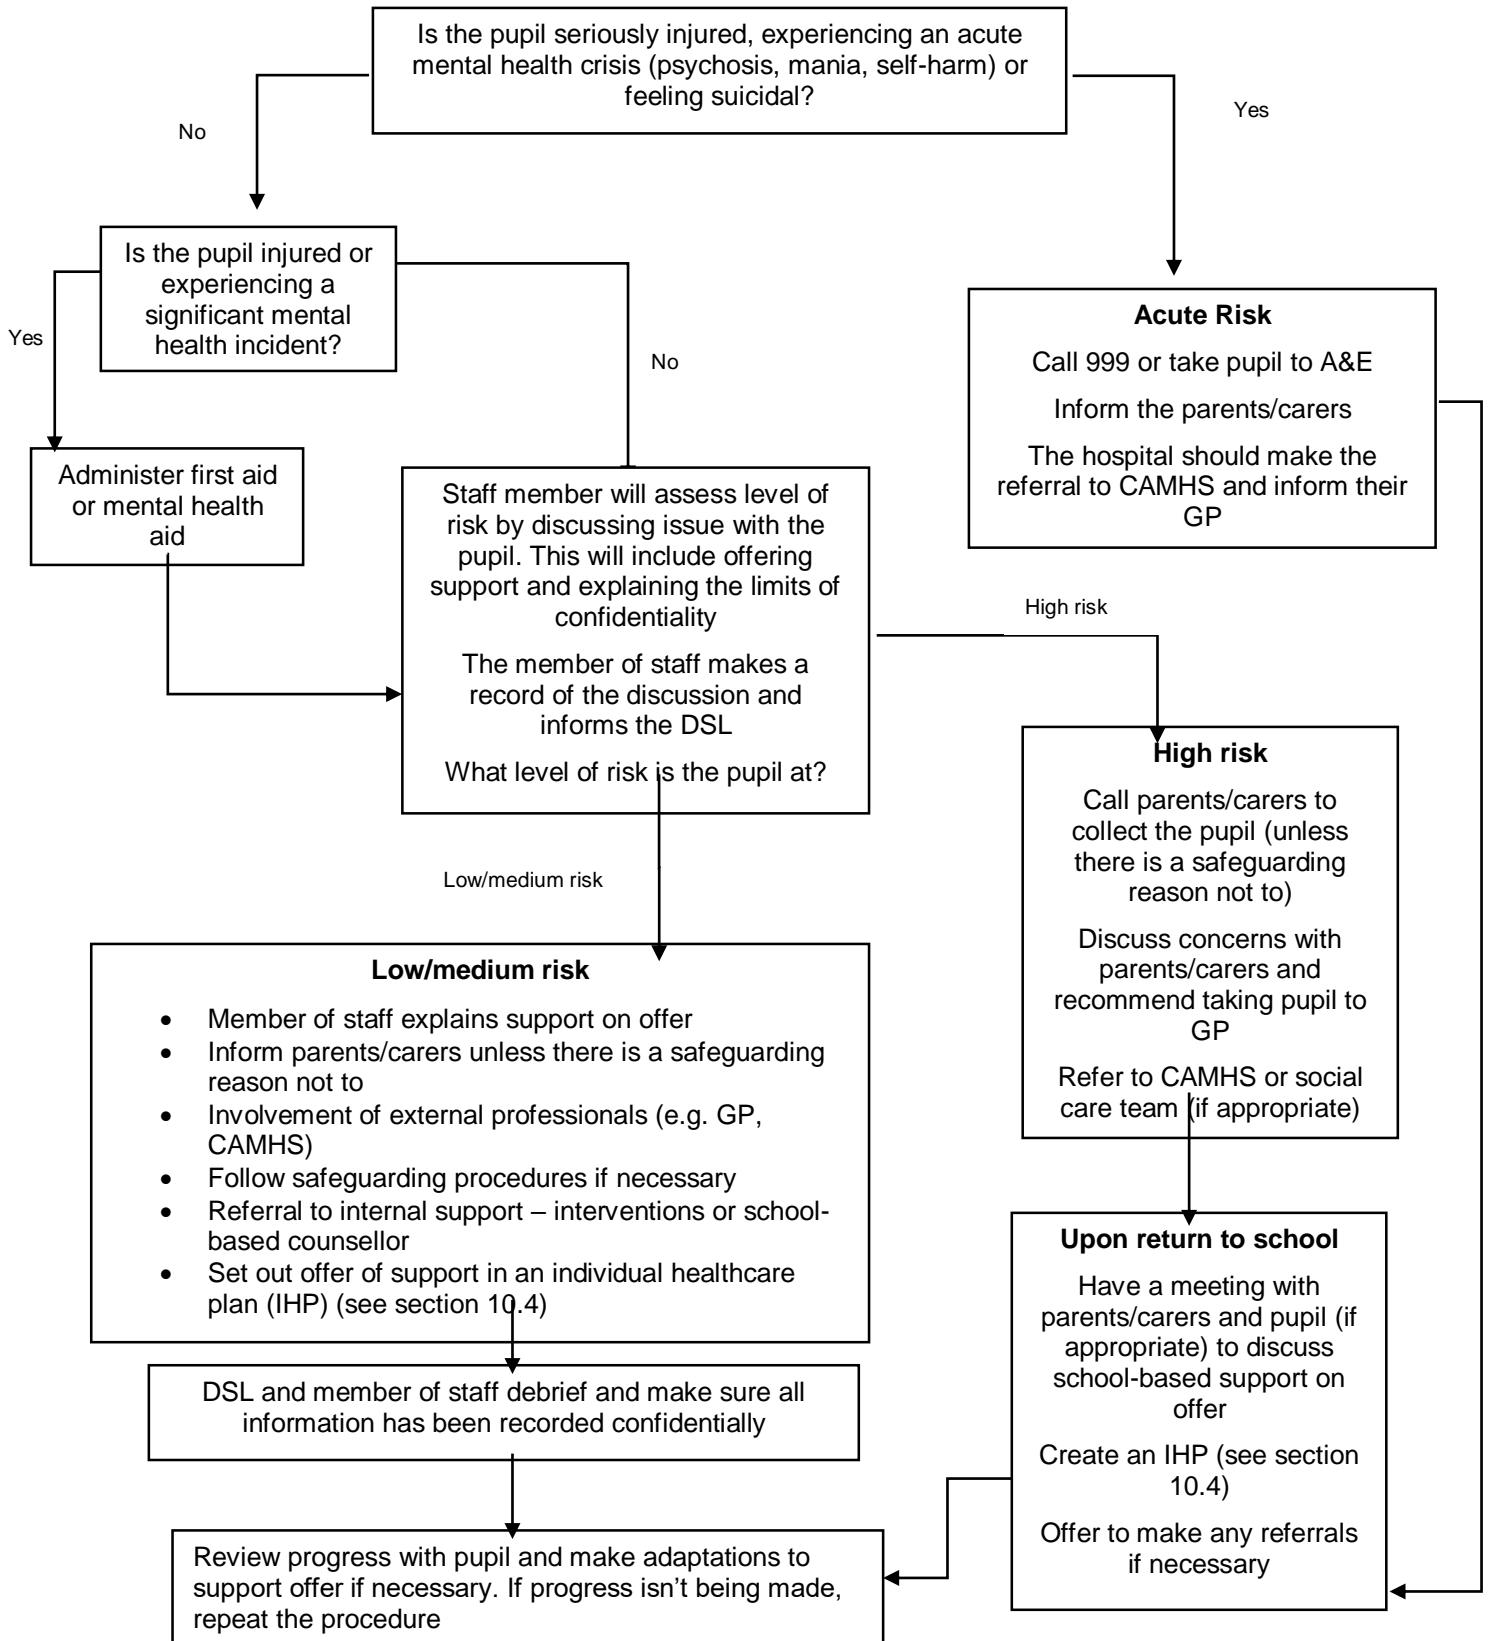 Is the pupil seriously injured, experiencing an acute
mental health crisis (psychosis, mania, self-harm) or
feeling suicidal?
No
Yes
Is the pupil injured or
experiencing a
significant mental
health incident?
Yes
No
Acute Risk
Call 999 or take pupil to A&E
Inform the parents/carers
The hospital should make the
referral to CAMHS and inform their
GP
Administer first aid
or mental health
aid
Staff member will assess level of
risk by discussing issue with the
pupil. This will include offering
support and explaining the limits of
confidentiality
The member of staff makes a
record of the discussion and
informs the DSL
What level of risk is the pupil at?
High risk
High risk
Call parents/carers to
collect the pupil (unless
there is a safeguarding
reason not to)
Discuss concerns with
parents/carers and
recommend taking pupil to
GP
Refer to CAMHS or social
care team (if appropriate)
Low/medium risk
Low/medium risk
• Member of staff explains support on offer
• Inform parents/carers unless there is a safeguarding
reason not to
• Involvement of external professionals (e.g. GP,
CAMHS)
• Follow safeguarding procedures if necessary
• Referral to internal support – interventions or school-
based counsellor
• Set out offer of support in an individual healthcare
plan (IHP) (see section 10.4)
Upon return to school
Have a meeting with
parents/carers and pupil (if
appropriate) to discuss
school-based support on
offer
Create an IHP (see section
10.4)
Offer to make any referrals
if necessary
DSL and member of staff debrief and make sure all
information has been recorded confidentially
Review progress with pupil and make adaptations to
support offer if necessary. If progress isn't being made,
repeat the procedure